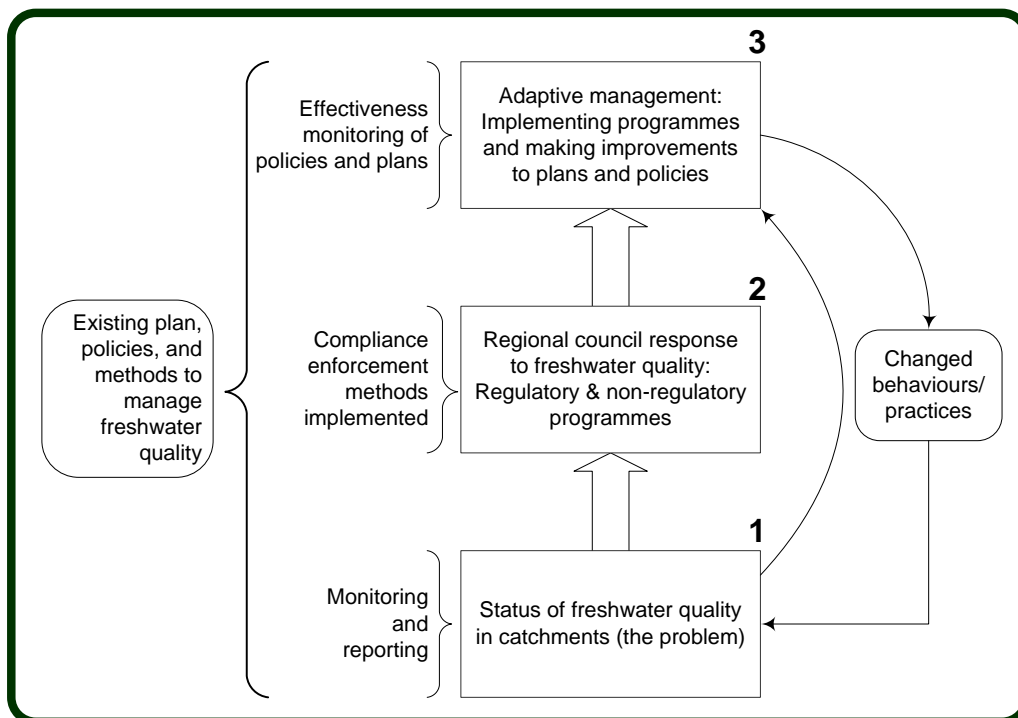 Existing plan,
policies, and
methods to
manage
freshwater
quality
Effectiveness
monitoring of
policies and plans
3
Adaptive management:
Implementing programmes
and making improvements
to plans and policies
Compliance
enforcement
methods
implemented
2
Regional council response
to freshwater quality:
Regulatory & non-regulatory
programmes
Monitoring
and
reporting
1
Status of freshwater quality
in catchments (the problem)
Changed
behaviours/
practices